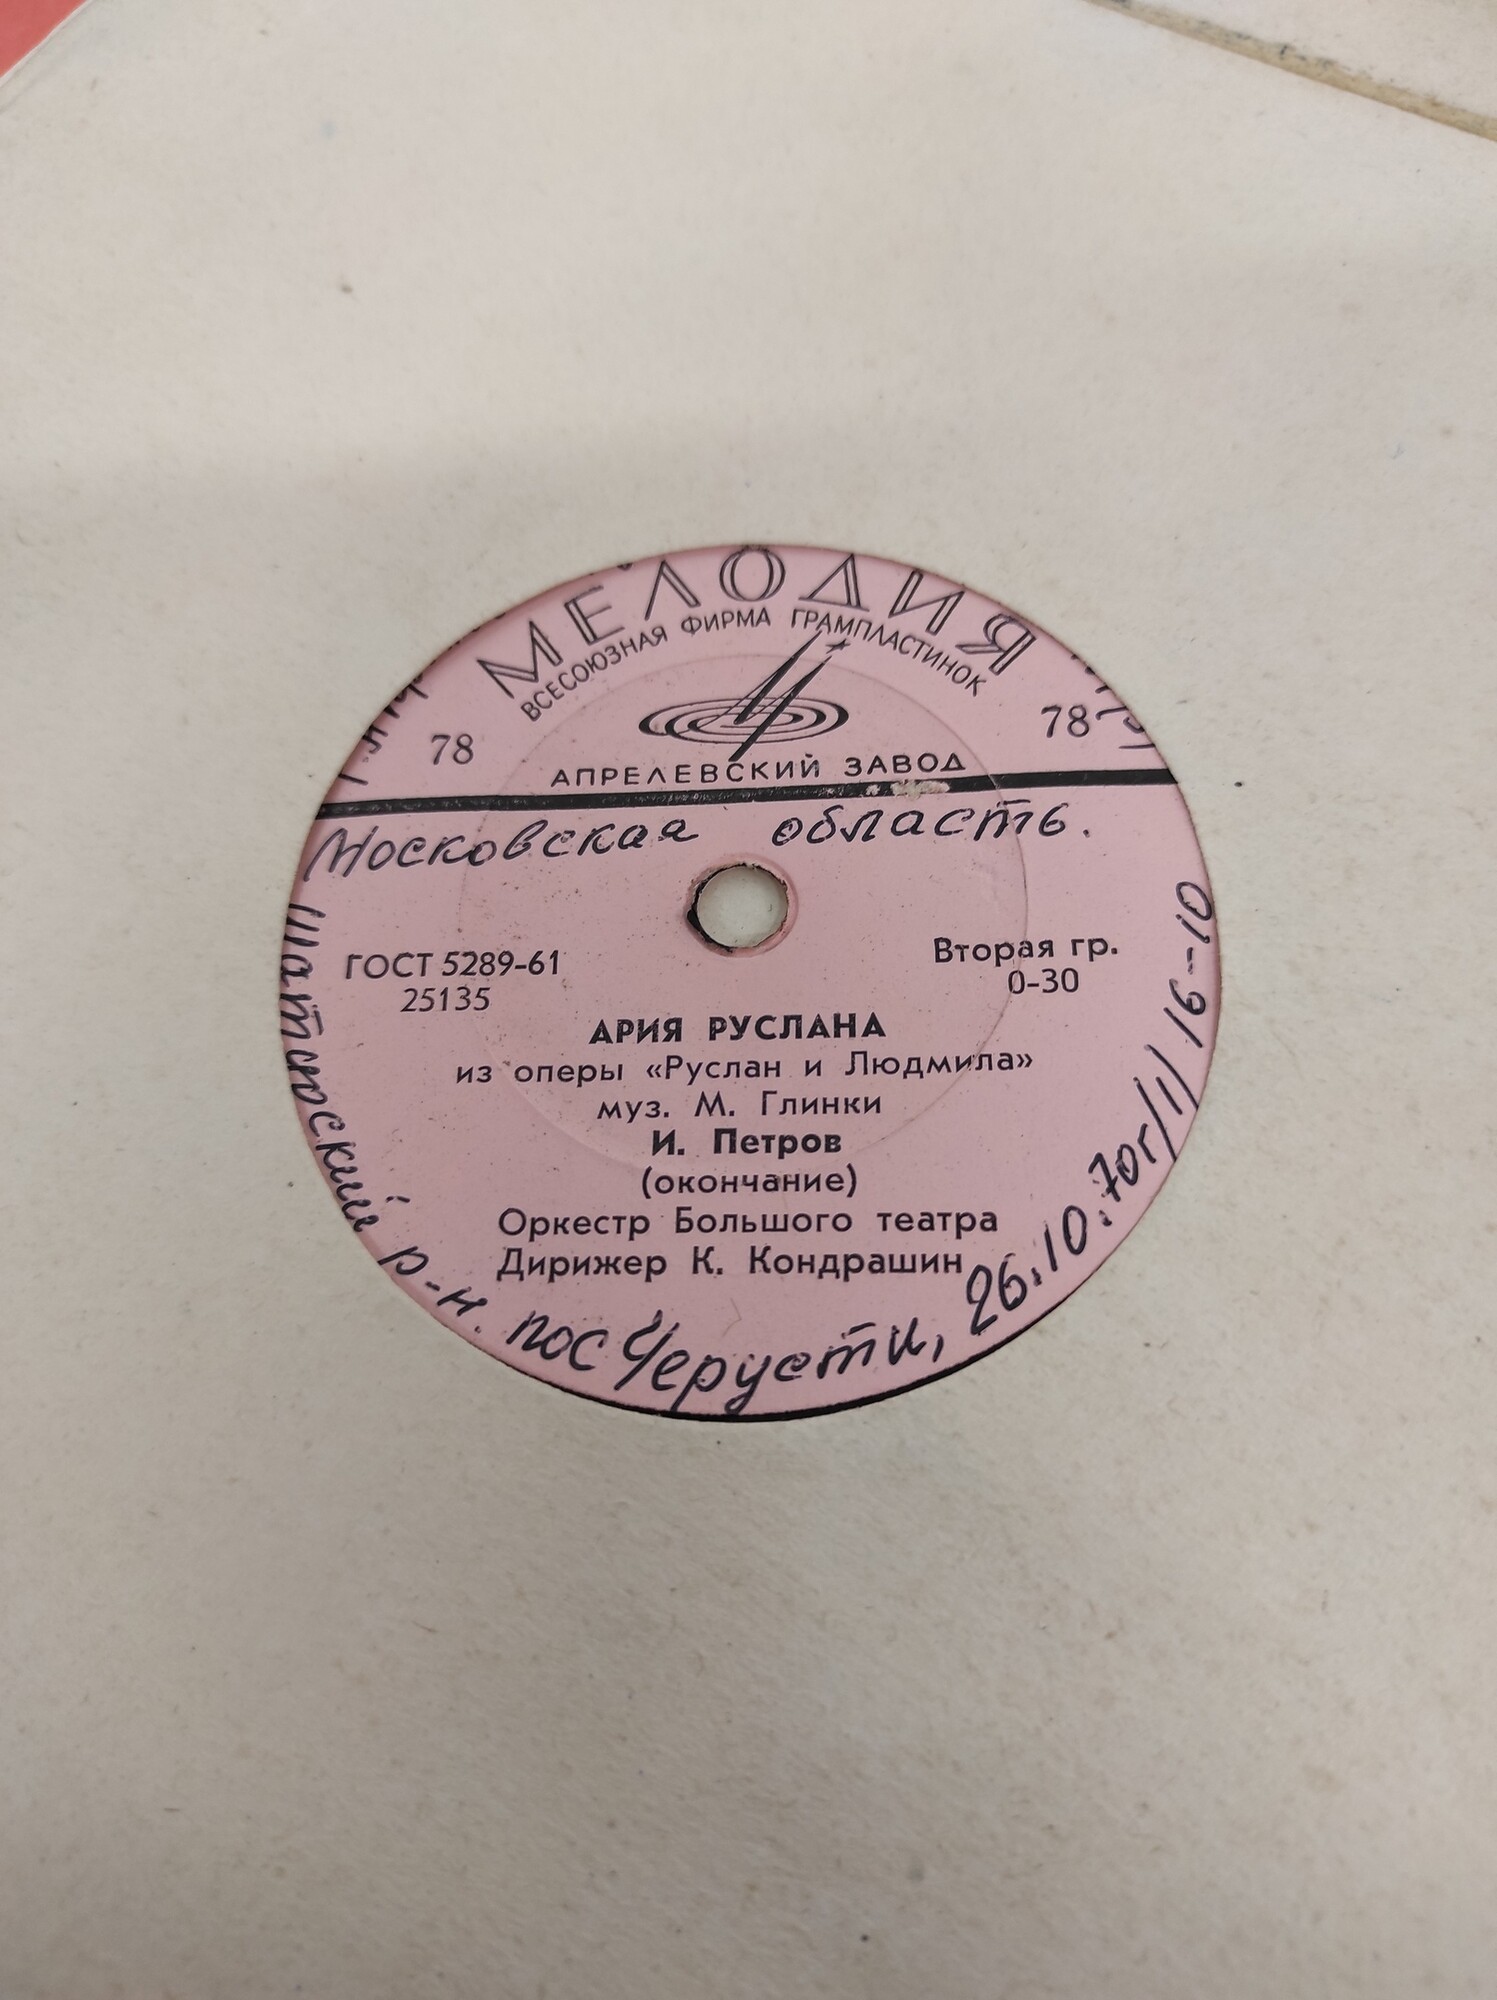 МЕЛОДИЯ
ВСЕСОЮЗНАЯ ФИРМА ГРАМПЛАСТИНОК
78 78
АПРЕЛЕВСКИЙ ЗАВОД
Московская область.
ГОСТ 5289-61
25135
Вторая гр.
0-30
АРИЯ РУСЛАНА
из оперы «Руслан и Людмила»
муз. М. Глинки
И. Петров
(окончание)
Оркестр Большого театра
Дирижер К. Кондрашин
р-н. пос Черусти, 26.10.70г/1/ 16-10